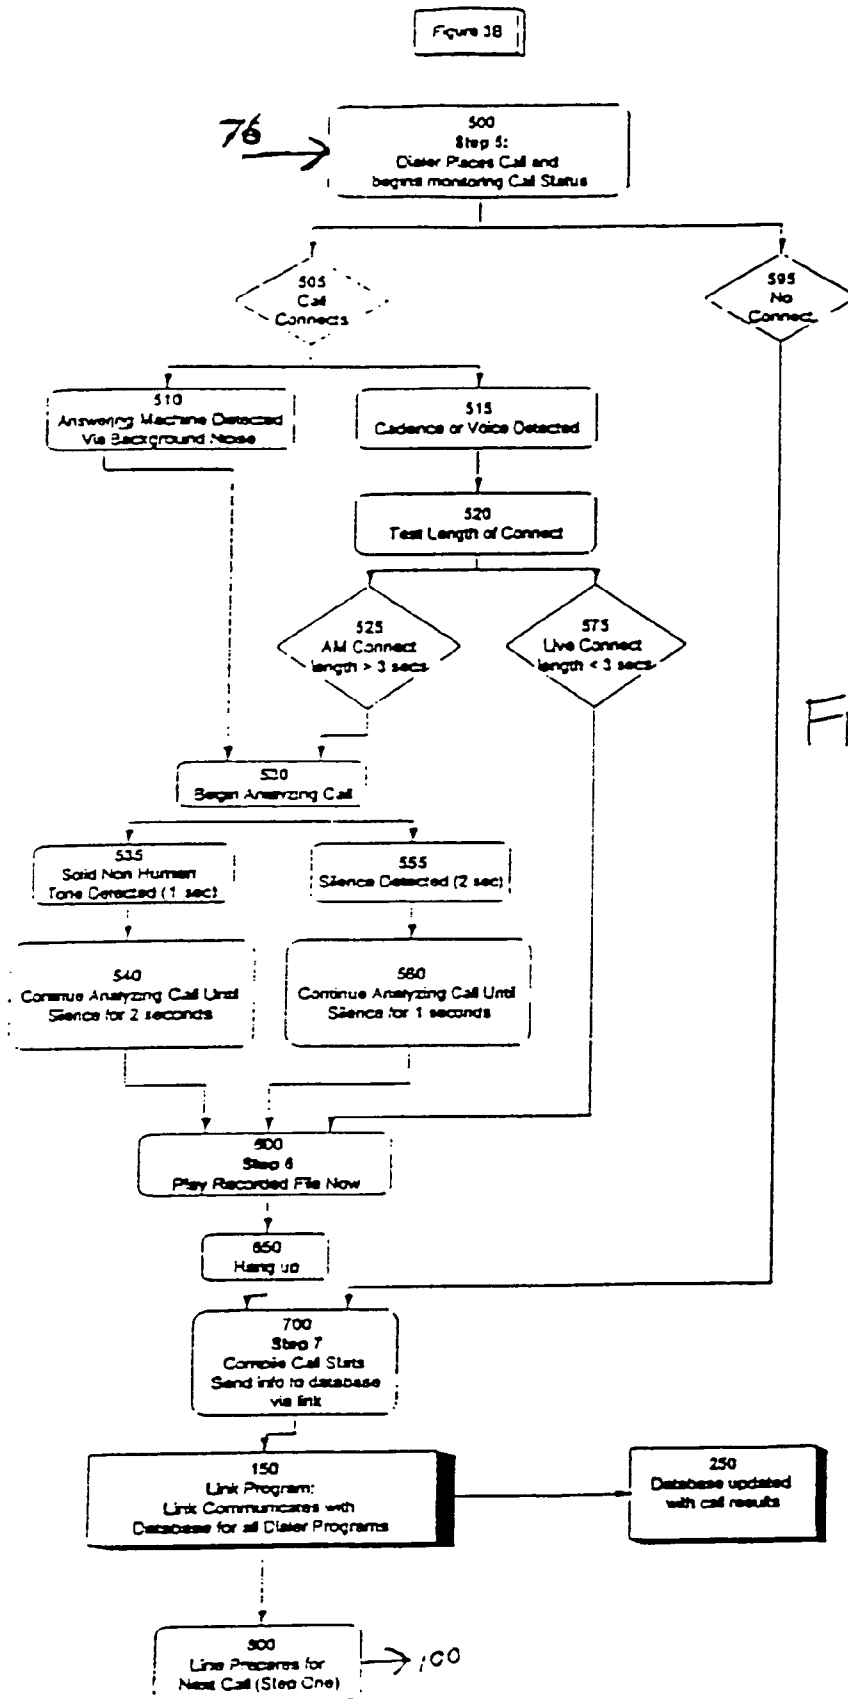 Figure 3B
76
500
Step 5:
Dialer Places Call and
begins monitoring Call Status
505
Call
Connects
595
No
Connect
510
Answering Machine Detected
Via Background Noise
515
Cadence or Voice Detected
520
Test Length of Connect
525
AM Connect
length > 3 secs
575
Live Connect
length < 3 secs
530
Begin Analyzing Call
535
Solid Non Human
Tone Detected (1 sec)
555
Silence Detected (2 sec)
540
Continue Analyzing Call Until
Silence for 2 seconds
560
Continue Analyzing Call Until
Silence for 1 seconds
600
Step 6
Play Recorded File Now
650
Hang up
700
Step 7
Compile Call Stats
Send info to database
via link
150
Link Program:
Link Communicates with
Database for all Dialer Programs
250
Database updated
with call results
800
Line Prepares for
Next Call (Step One)
100